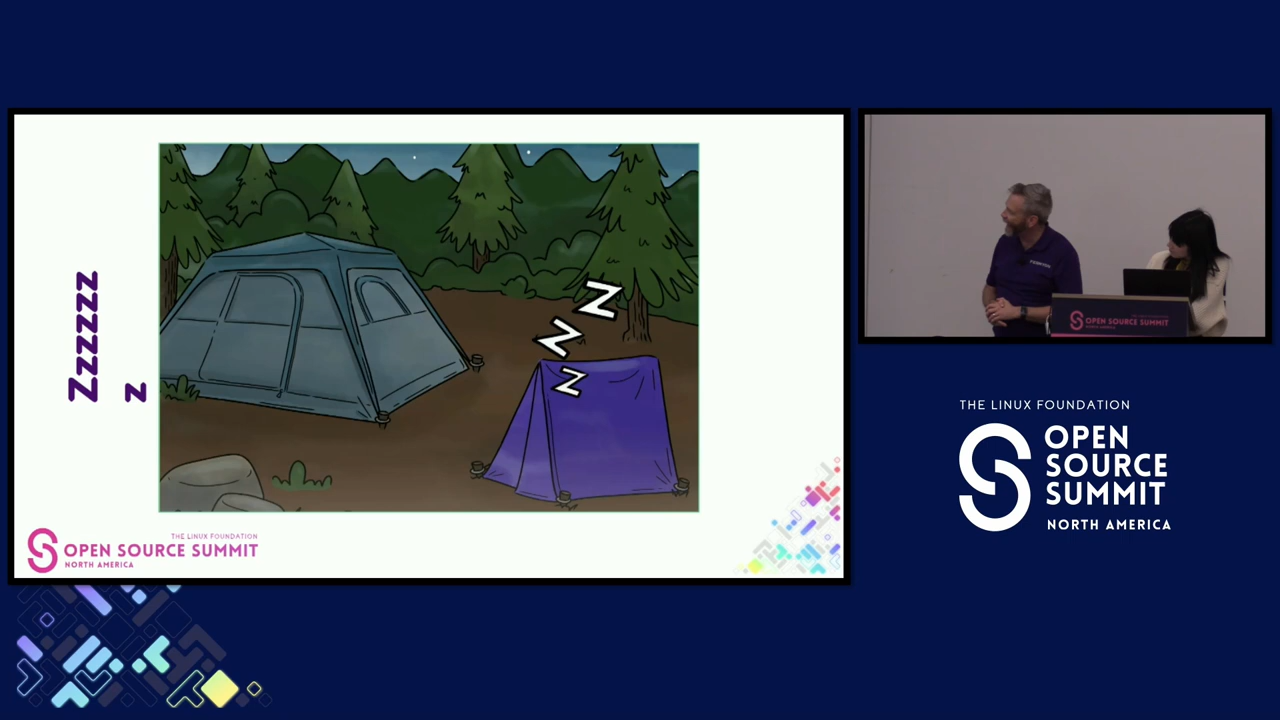 Zzzzzz
z
Z
Z
Z
THE LINUX FOUNDATION
OPEN SOURCE SUMMIT
NORTH AMERICA
OPEN SOURCE SUMMIT
THE LINUX FOUNDATION
OPEN
SOURCE
SUMMIT
NORTH AMERICA